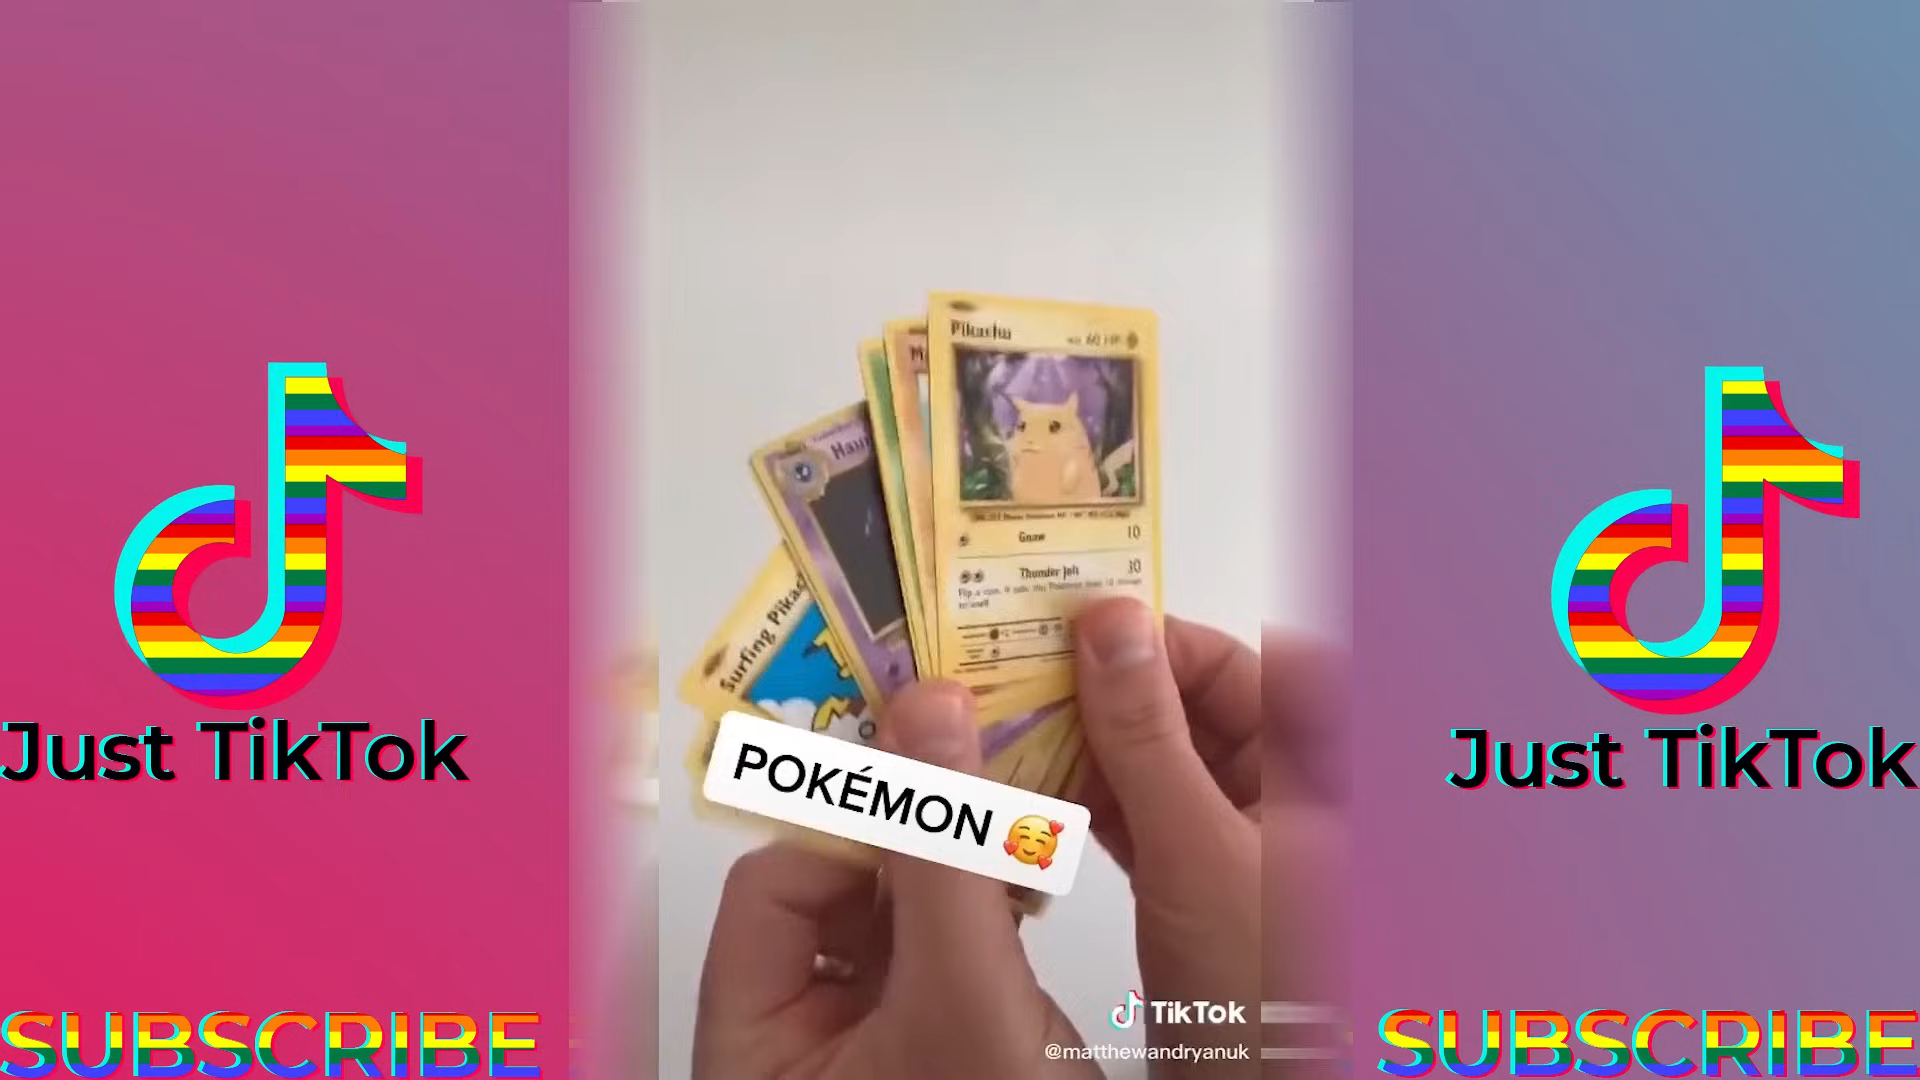 Pikachu
60 HP
Gnaw 10
Thunder Jolt 30
Surfing Pikac
POKÉMON 🥰
Just TikTok
Just TikTok
SUBSCRIBE
SUBSCRIBE
TikTok
@matthewandryanuk